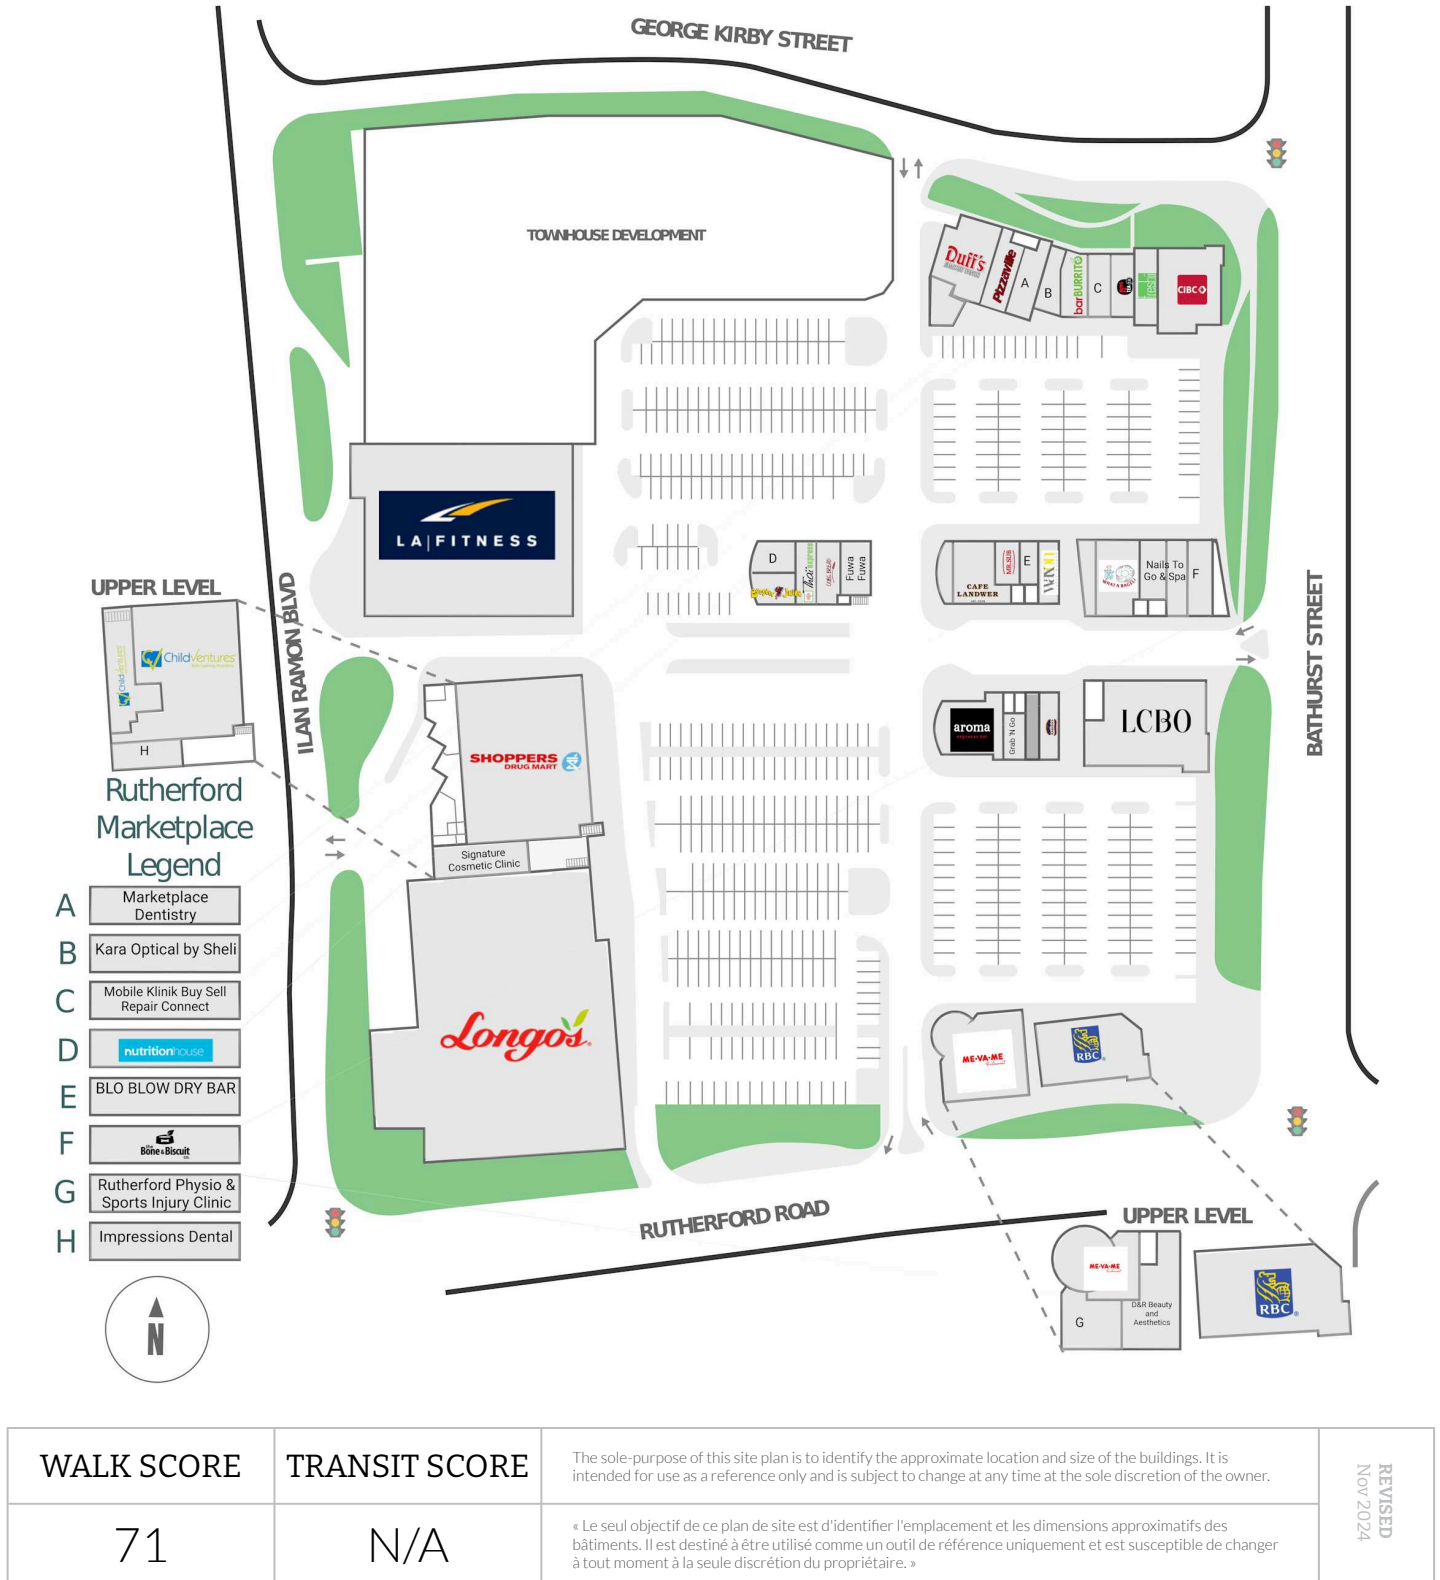 GEORGE KIRBY STREET
TOWNHOUSE DEVELOPMENT
Duff's
Pizzaville
A
B
barBURRITO
C
CIBC
LA|FITNESS
D
Thai
Fuwa
Fuwa
CAFE
LANDWER
E
Nails To
Go & Spa
F
UPPER LEVEL
ChildVentures
ChildVentures
H
ILAN RAMON BLVD
BATHURST STREET
SHOPPERS
DRUG MART
Signature
Cosmetic Clinic
aroma
Grab 'N Go
LCBO
Rutherford
Marketplace
Legend
A Marketplace
Dentistry
B Kara Optical by Sheli
C Mobile Klinik Buy Sell
Repair Connect
D nutritionhouse
E BLO BLOW DRY BAR
F the
Bone & Biscuit
CO.
G Rutherford Physio &
Sports Injury Clinic
H Impressions Dental
N
Longo's
ME-VA-ME
RBC
RUTHERFORD ROAD
UPPER LEVEL
ME-VA-ME
G
D&R Beauty
and
Aesthetics
RBC
WALK SCORE
TRANSIT SCORE
71
N/A
The sole-purpose of this site plan is to identify the approximate location and size of the buildings. It is
intended for use as a reference only and is subject to change at any time at the sole discretion of the owner.
« Le seul objectif de ce plan de site est d'identifier l'emplacement et les dimensions approximatifs des
bâtiments. Il est destiné à être utilisé comme un outil de référence uniquement et est susceptible de changer
à tout moment à la seule discrétion du propriétaire. »
REVISED
Nov 2024